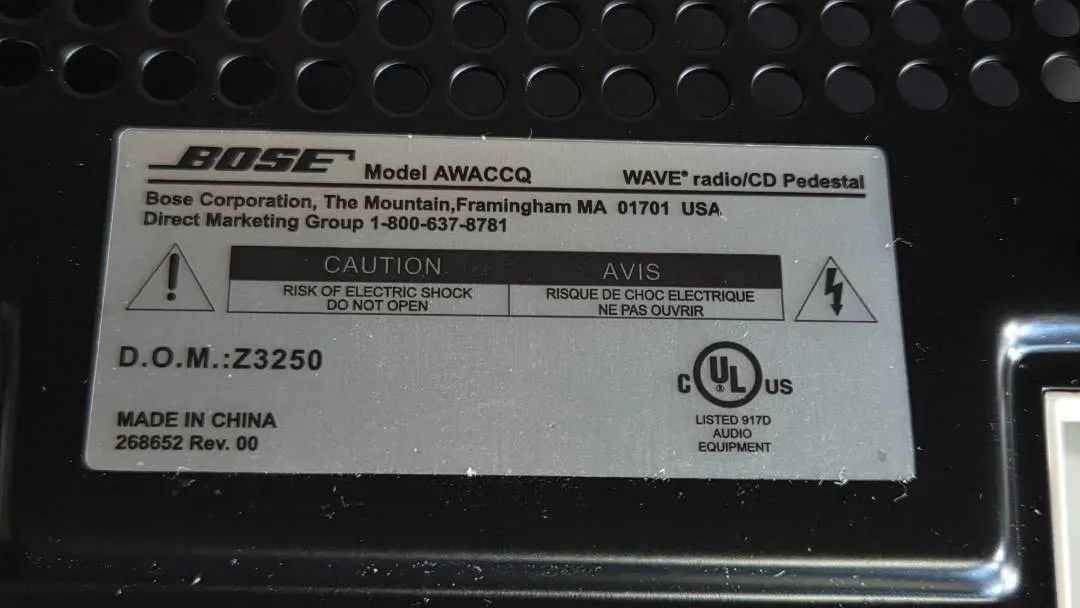 BOSE Model AWACCQ WAVE® radio/CD Pedestal
Bose Corporation, The Mountain,Framingham MA 01701 USA
Direct Marketing Group 1-800-637-8781
CAUTION AVIS
RISK OF ELECTRIC SHOCK RISQUE DE CHOC ELECTRIQUE
DO NOT OPEN NE PAS OUVRIR
D.O.M.:Z3250
C UL® US
MADE IN CHINA
268652 Rev. 00
LISTED 917D
AUDIO
EQUIPMENT